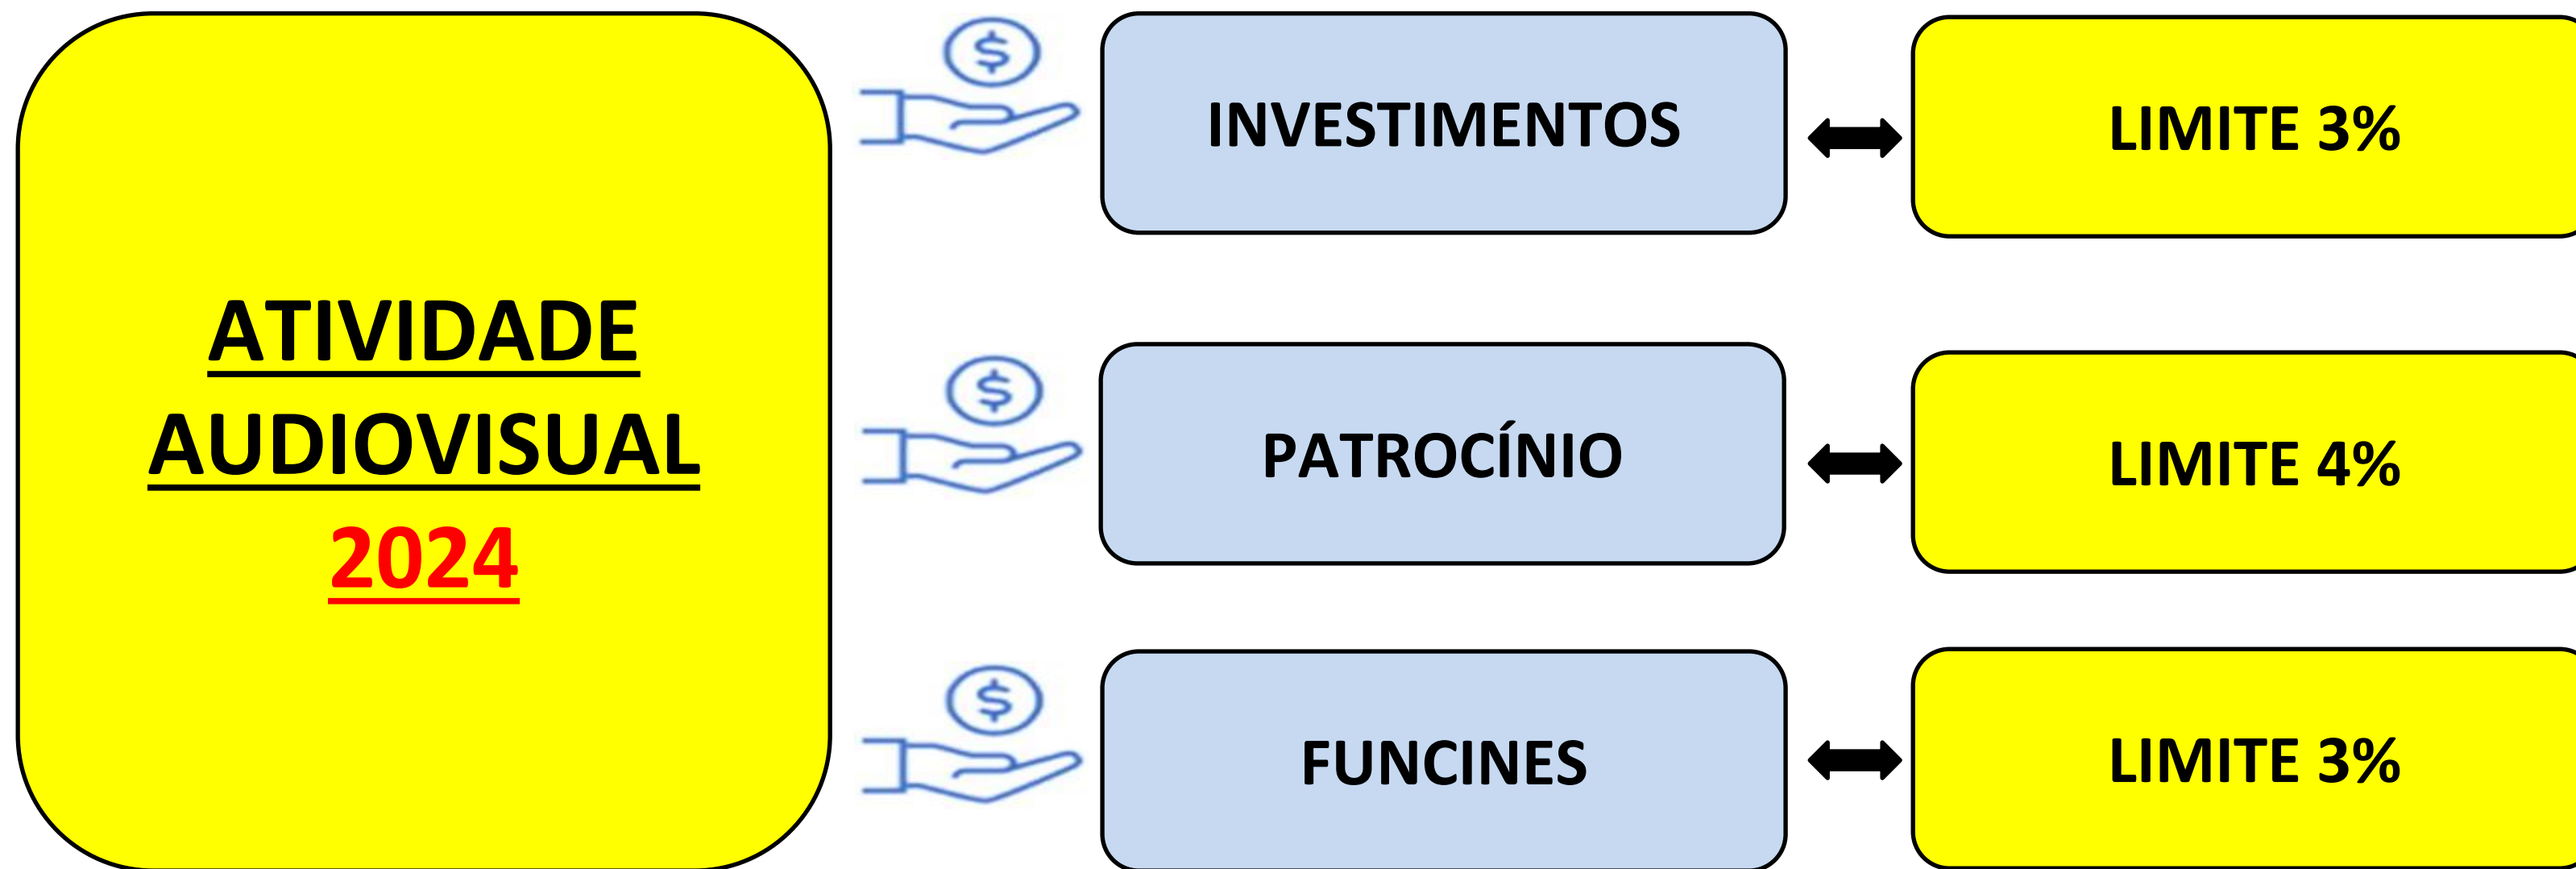 ATIVIDADE
AUDIOVISUAL
2024
$ INVESTIMENTOS LIMITE 3%
$ PATROCÍNIO LIMITE 4%
$ FUNCINES LIMITE 3%